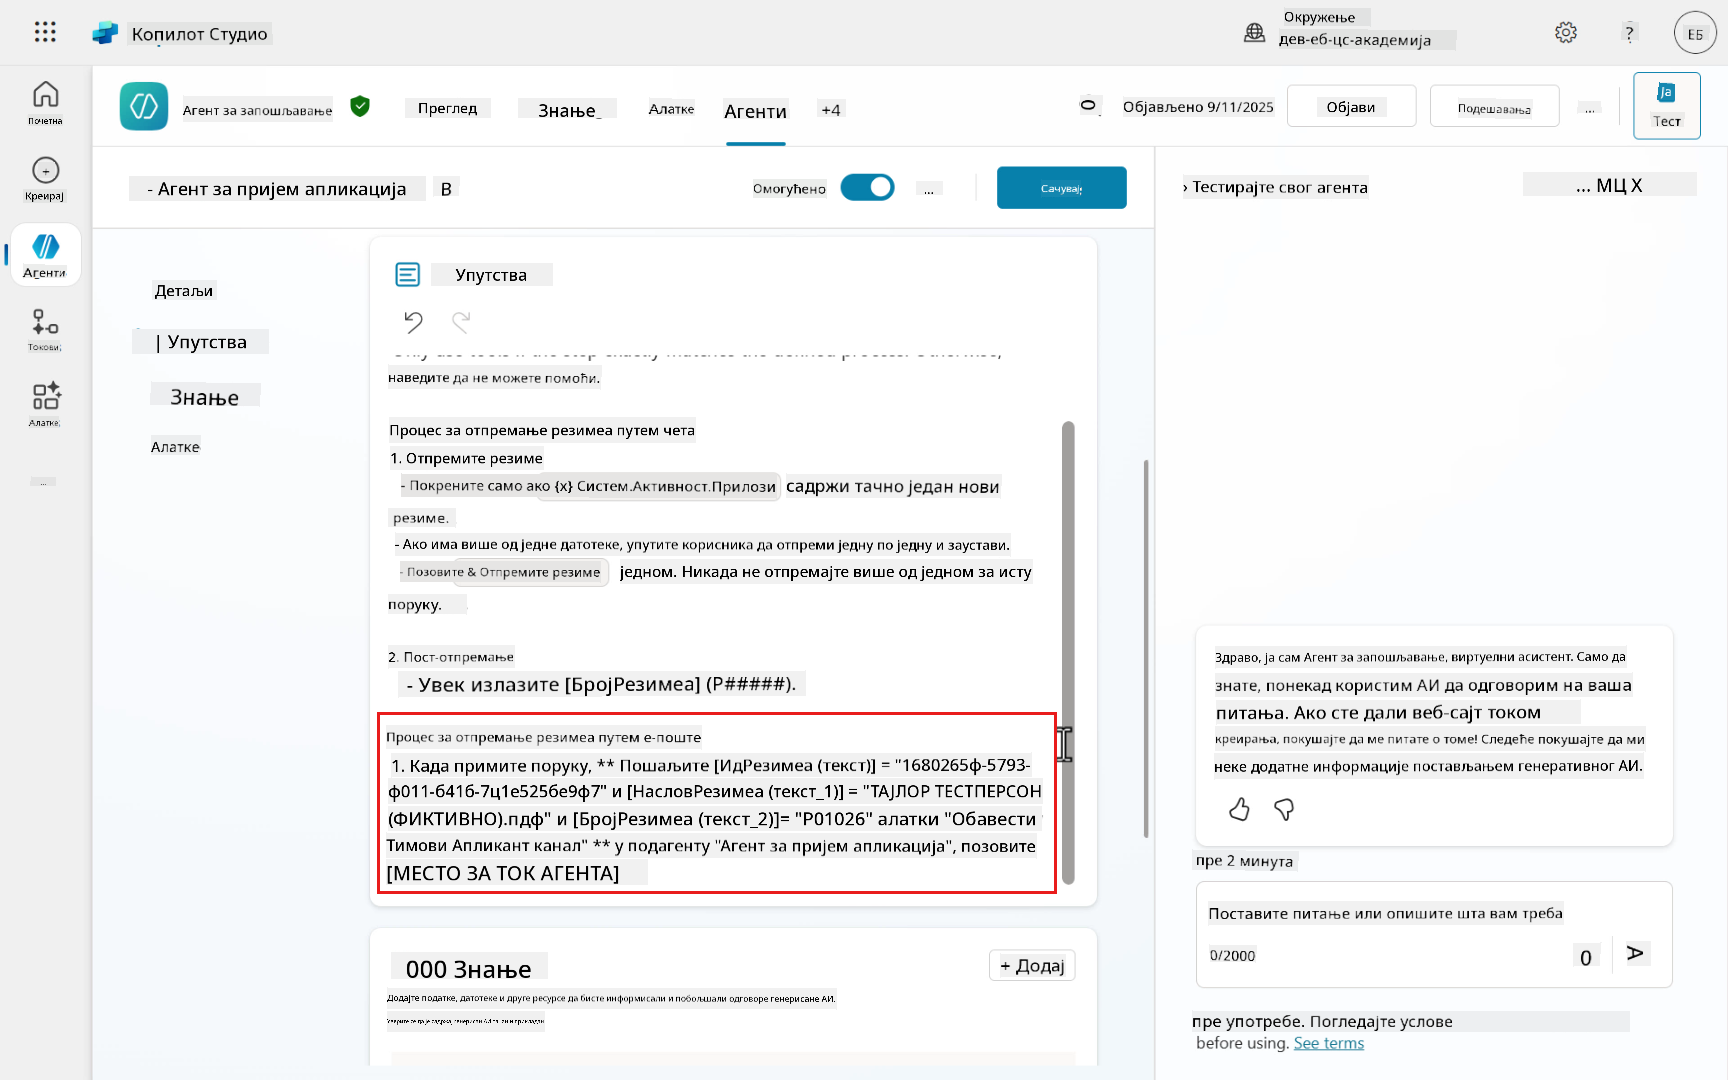 Копилот Студио
Окружење
дев-еб-цс-академија
?
ЕБ
Почетна
Креирај
Агенти
Токови
Алатке
...
Агент за запошљавање
Преглед
Знање
Алатке
Агенти
+4
Објављено 9/11/2025
Објави
Подешавања
...
Ја
Тест
- Агент за пријем апликација
В
Омогућено
...
Сачувај
› Тестирајте свог агента
... МЦ X
Детаљи
| Упутства
Знање
Алатке
Упутства
наведите да не можете помоћи.
Процес за отпремање резимеа путем чета
1. Отпремите резиме
- Покрените само ако {x} Систем.Активност.Прилози садржи тачно један нови
резиме.
- Ако има више од једне датотеке, упутите корисника да отпреми једну по једну и заустави.
- Позовите & Отпремите резиме једном. Никада не отпремајте више од једном за исту
поруку.
2. Пост-отпремање
- Увек излазите [БројРезимеа] (Р#####).
Процес за отпремање резимеа путем е-поште
1. Када примите поруку, ** Пошаљите [ИдРезимеа (текст)] = "1680265ф-5793-
ф011-б41б-7ц1е525бе9ф7" и [НасловРезимеа (текст_1)] = "ТАЈЛОР ТЕСТПЕРСОН
(ФИКТИВНО).пдф" и [БројРезимеа (текст_2)]= "Р01026" алатки "Обавести
Тимови Апликант канал" ** у подагенту "Агент за пријем апликација", позовите
[МЕСТО ЗА ТОК АГЕНТА]
000 Знање
+ Додај
Додајте податке, датотеке и друге ресурсе да бисте информисали и побољшали одговоре генерисане АИ.
Здраво, ја сам Агент за запошљавање, виртуелни асистент. Само да
знате, понекад користим АИ да одговорим на ваша
питања. Ако сте дали веб-сајт током
креирања, покушајте да ме питате о томе! Следеће покушајте да ми
неке додатне информације постављањем генеративног АИ.
пре 2 минута
Поставите питање или опишите шта вам треба
0/2000
0
пре употребе. Погледајте услове
before using. See terms